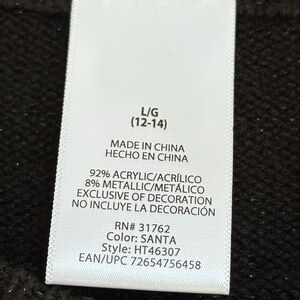 L/G
(12-14)
MADE IN CHINA
HECHO EN CHINA
92% ACRYLIC/ACRÍLICO
8% METALLIC/METÁLICO
EXCLUSIVE OF DECORATION
NO INCLUYE LA DECORACIÓN
RN# 31762
Color: SANTA
Style: HT46307
EAN/UPC 72654756458